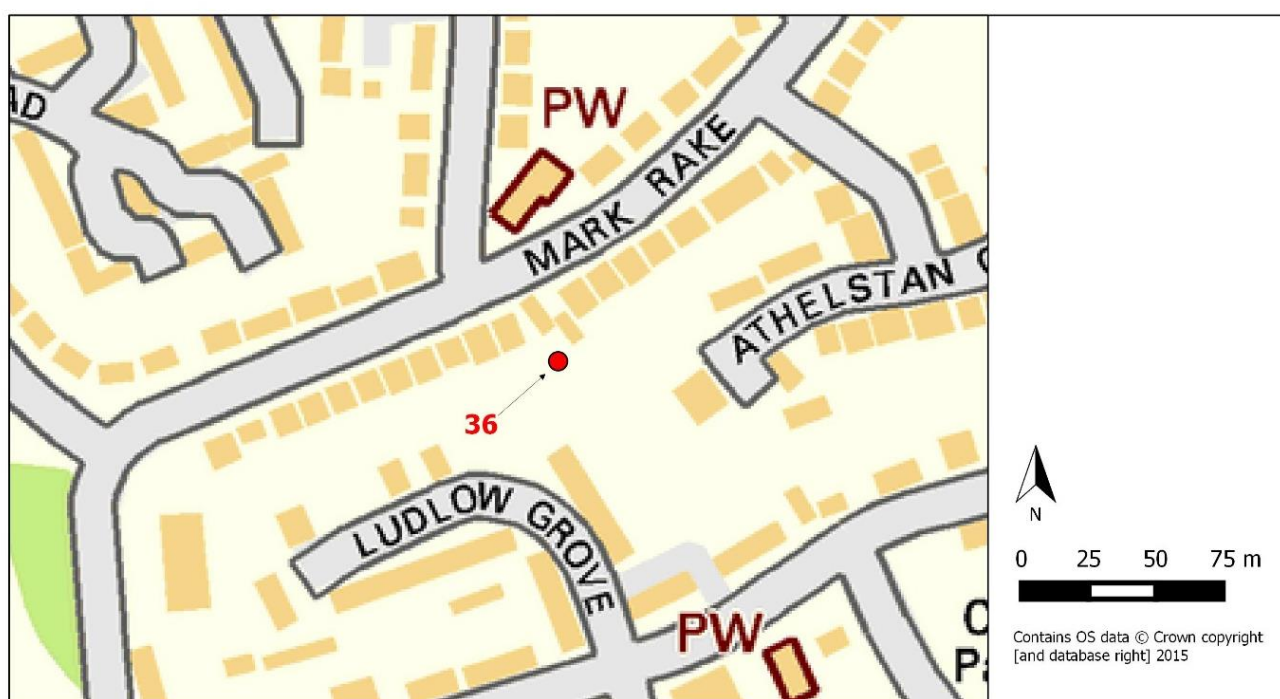 PW
AD
MARK RAKE
ATHELSTAN
36
LUDLOW GROVE
PW
N
0 25 50 75 m
Contains OS data © Crown copyright
[and database right] 2015